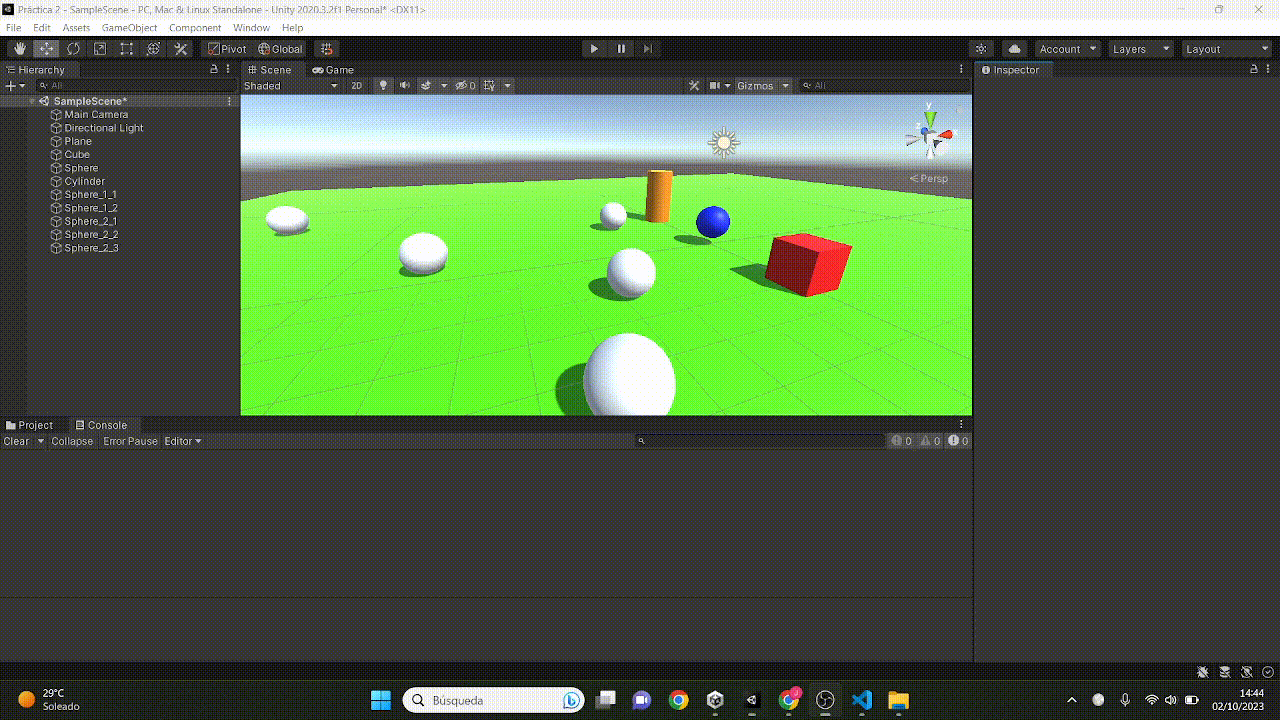 Práctica 2 - SampleScene - PC, Mac & Linux Standalone - Unity 2020.3.2f1 Personal* <DX11>
File Edit Assets GameObject Component Window Help
Pivot Global Account Layers Layout
Hierarchy Scene Game Inspector
All Shaded 2D 0 Gizmos All
SampleScene*
Main Camera
Directional Light
Plane
Cube
Sphere
Cylinder
Sphere_1_1
Sphere_1_2
Sphere_2_1
Sphere_2_2
Sphere_2_3
y
x
z
< Persp
Project Console
Clear Collapse Error Pause Editor 0 0 0
29°C
Soleado
Búsqueda
14:44
02/10/2023